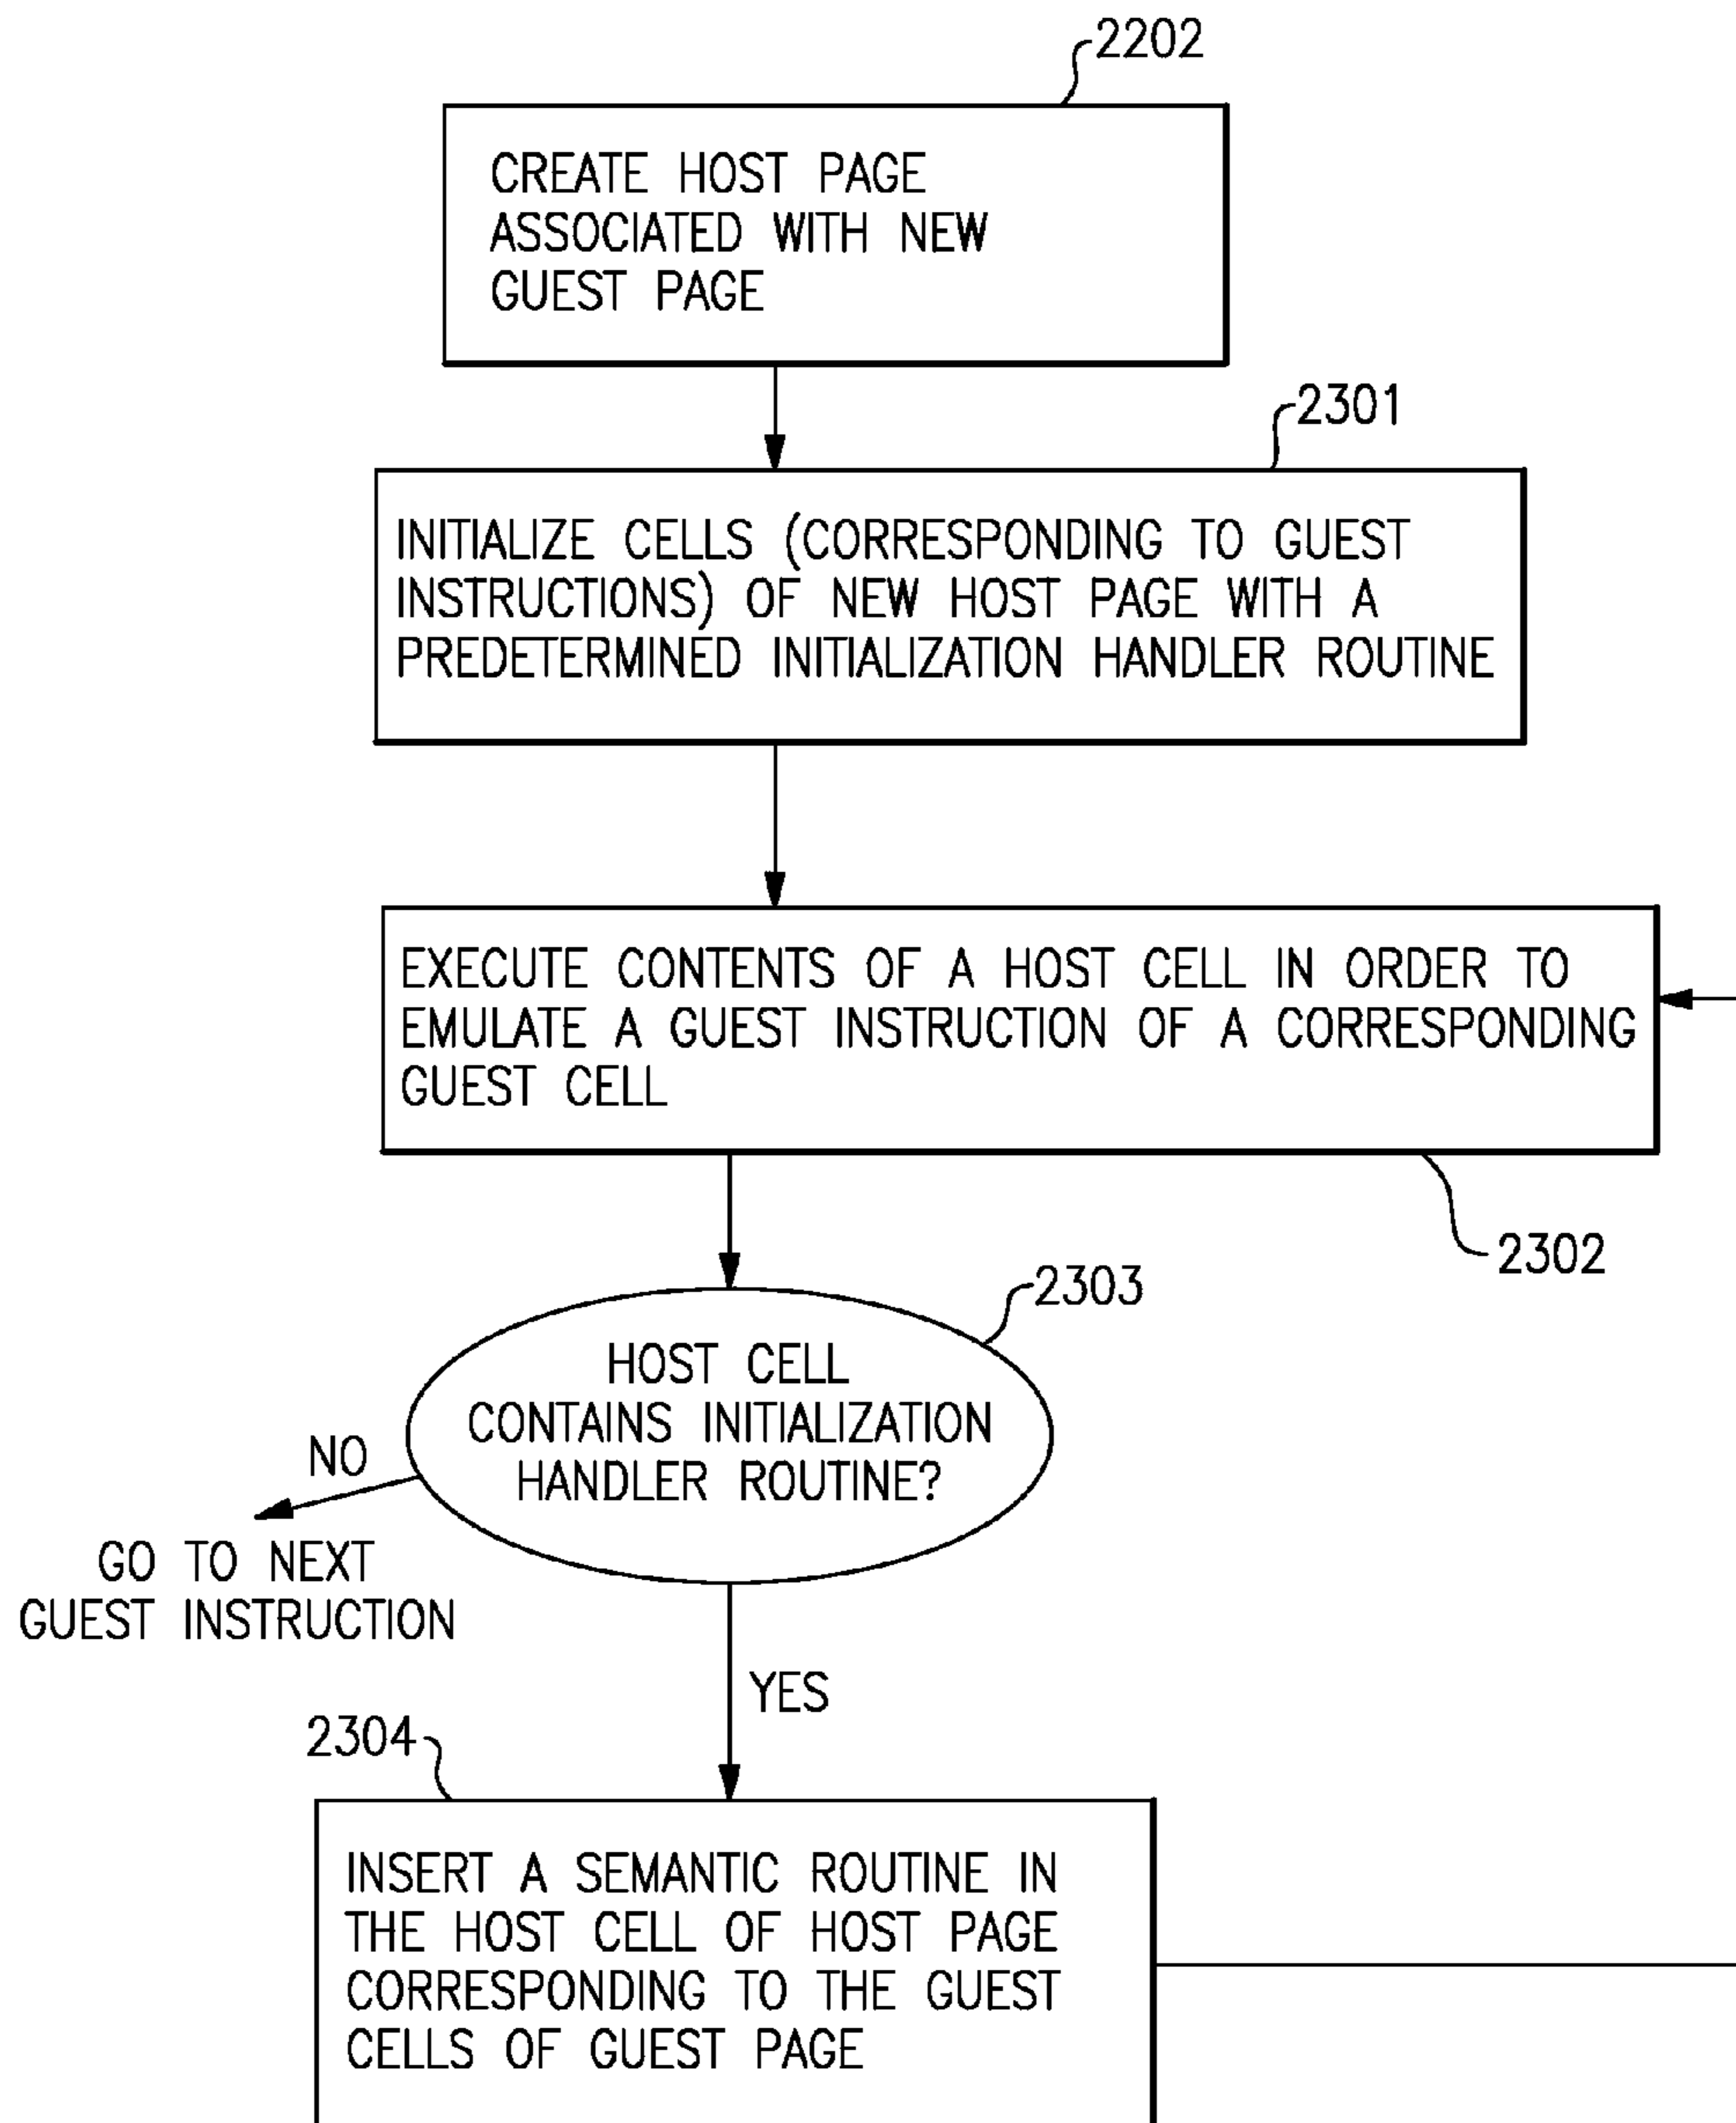 2202
CREATE HOST PAGE
ASSOCIATED WITH NEW
GUEST PAGE
2301
INITIALIZE CELLS (CORRESPONDING TO GUEST
INSTRUCTIONS) OF NEW HOST PAGE WITH A
PREDETERMINED INITIALIZATION HANDLER ROUTINE
EXECUTE CONTENTS OF A HOST CELL IN ORDER TO
EMULATE A GUEST INSTRUCTION OF A CORRESPONDING
GUEST CELL
2302
2303
HOST CELL
CONTAINS INITIALIZATION
HANDLER ROUTINE?
NO
GO TO NEXT
GUEST INSTRUCTION
YES
2304
INSERT A SEMANTIC ROUTINE IN
THE HOST CELL OF HOST PAGE
CORRESPONDING TO THE GUEST
CELLS OF GUEST PAGE